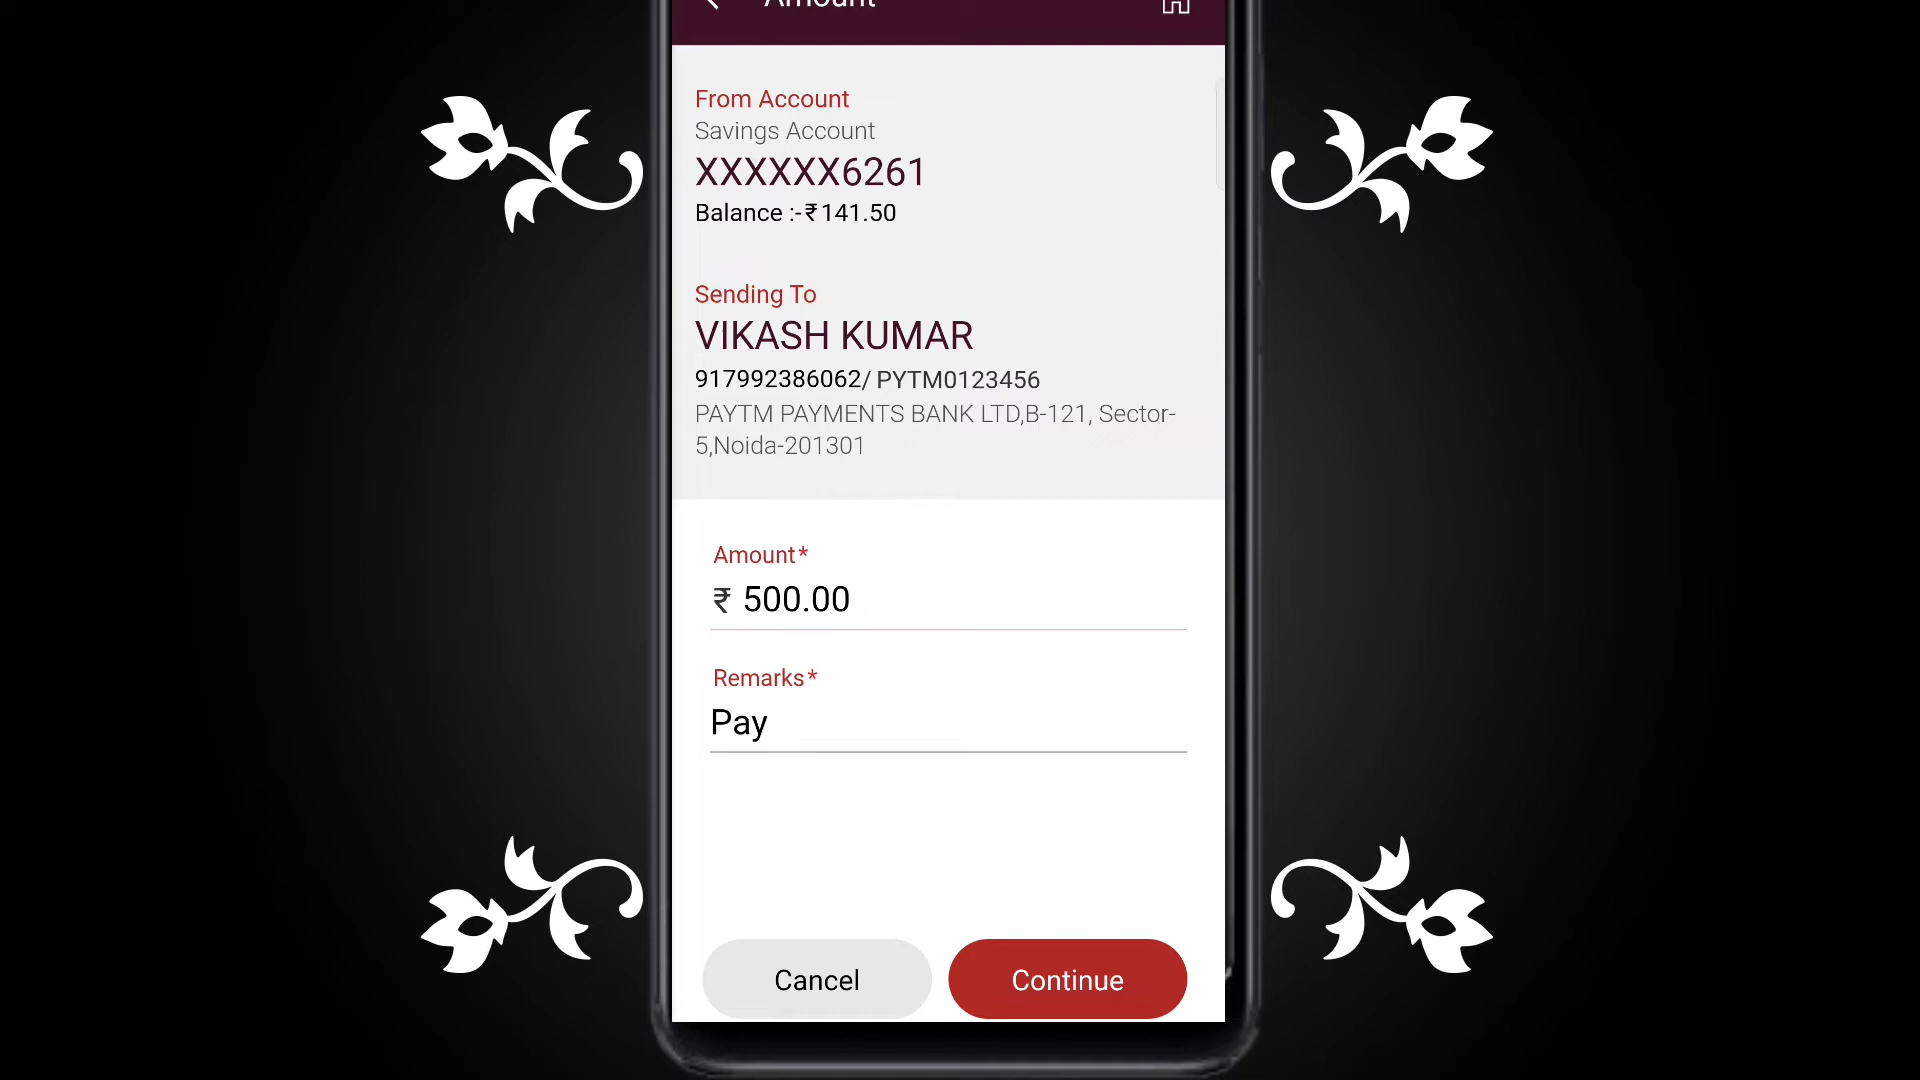 Amount
From Account
Savings Account
XXXXXX6261
Balance :-₹141.50
Sending To
VIKASH KUMAR
917992386062/ PYTM0123456
PAYTM PAYMENTS BANK LTD,B-121, Sector-
5,Noida-201301
Amount*
₹ 500.00
Remarks*
Pay
Cancel Continue